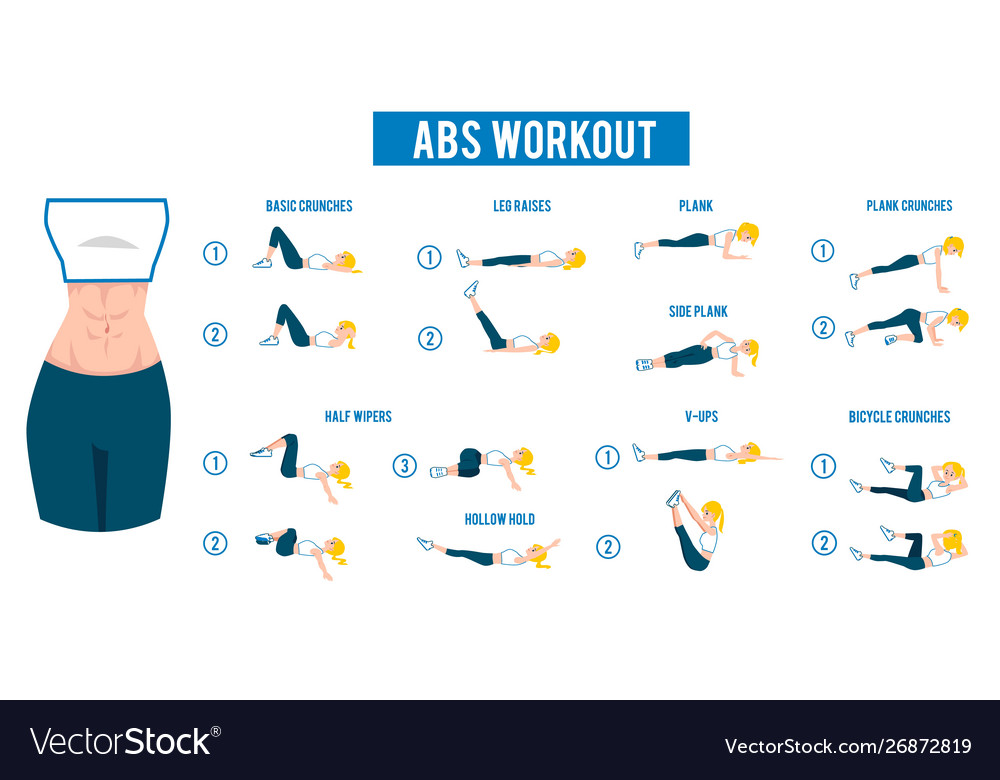 ABS WORKOUT
BASIC CRUNCHES
1
2
LEG RAISES
1
2
PLANK
SIDE PLANK
PLANK CRUNCHES
1
2
HALF WIPERS
1
2
3
HOLLOW HOLD
V-UPS
1
2
BICYCLE CRUNCHES
1
2
VectorStock®
VectorStock.com/26872819